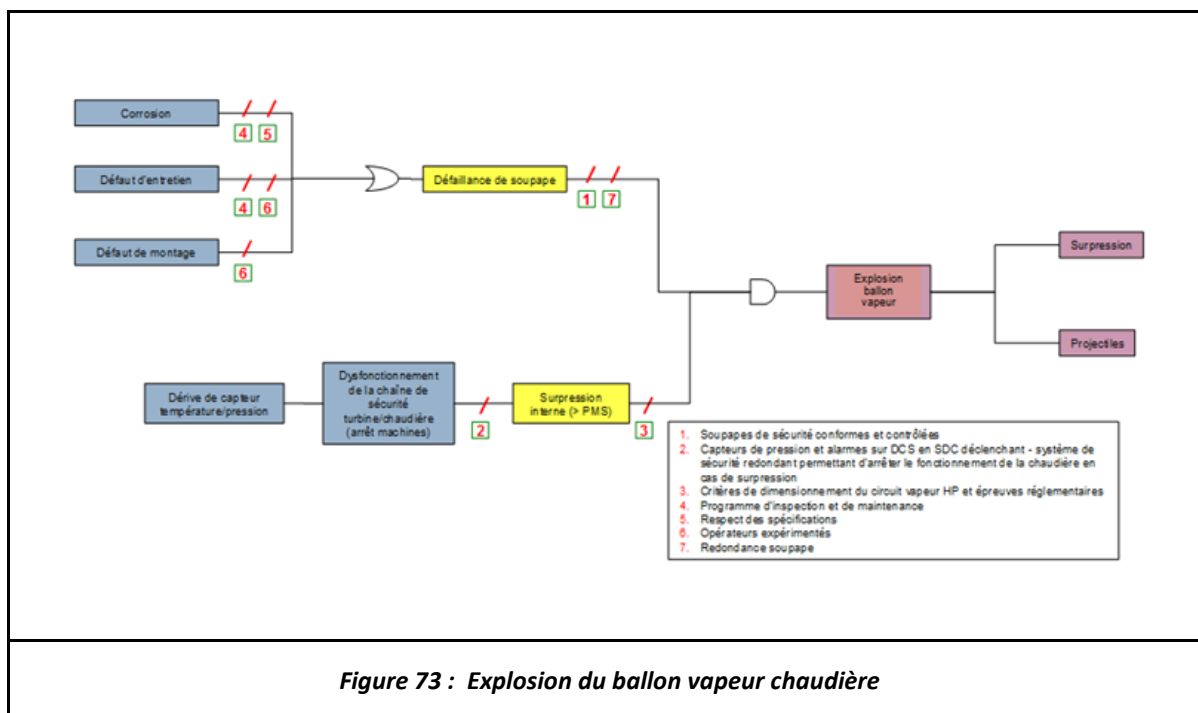 Corrosion
4 5
Défaut d'entretien
4 6
Défaut de montage
6
Défaillance de soupape
1 7
Dérive de capteur
température/pression
Dysfonctionnement
de la chaîne de
sécurité
turbine/chaudière
(arrêt machines)
2
Surpression
interne (> PMS)
3
Explosion
ballon
vapeur
Surpression
Projectiles
1. Soupapes de sécurité conformes et contrôlées
2. Capteurs de pression et alarmes sur DCS en SDC déclenchant - système de
sécurité redondant permettant d'arrêter le fonctionnement de la chaudière en
cas de surpression
3. Critères de dimensionnement du circuit vapeur HP et épreuves réglementaires
4. Programme d'inspection et de maintenance
5. Respect des spécifications
6. Opérateurs expérimentés
7. Redondance soupape
Figure 73 : Explosion du ballon vapeur chaudière